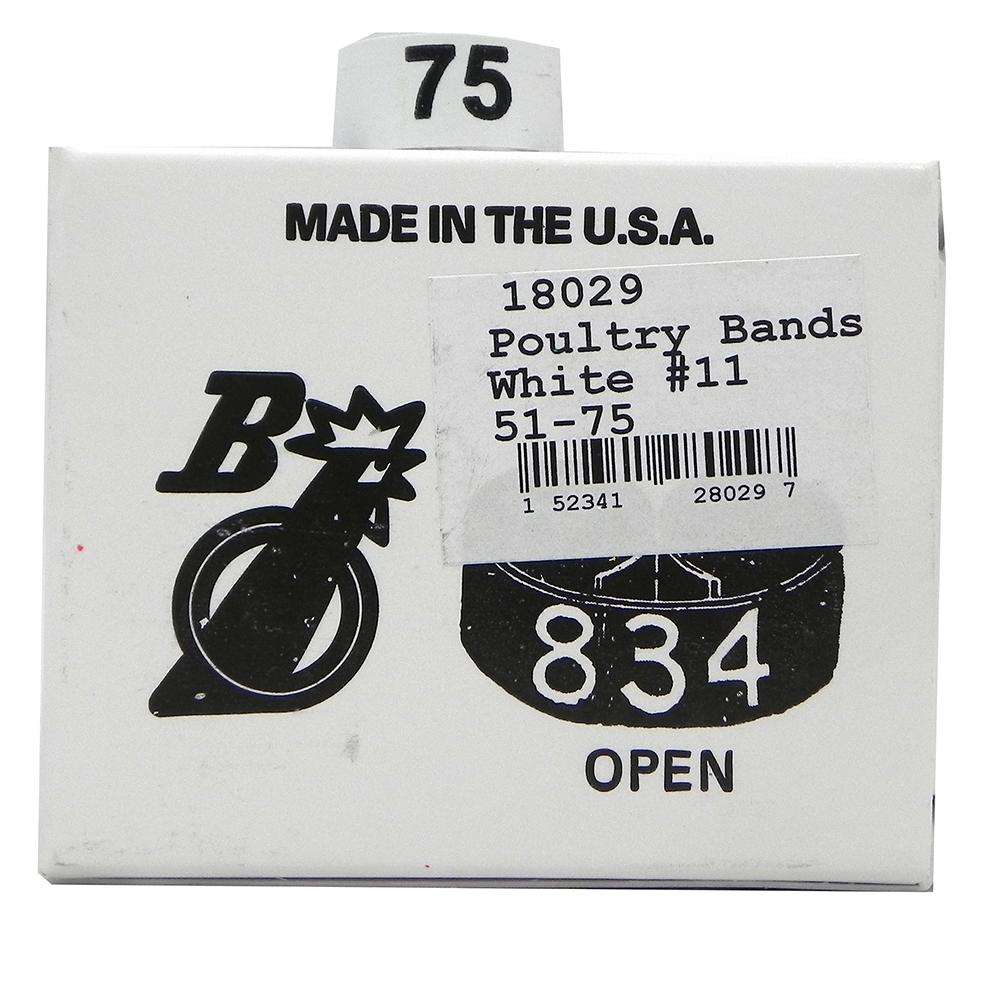 75
MADE IN THE U.S.A.
18029
Poultry Bands
White #11
51-75
1 52341 28029 7
B
834
OPEN